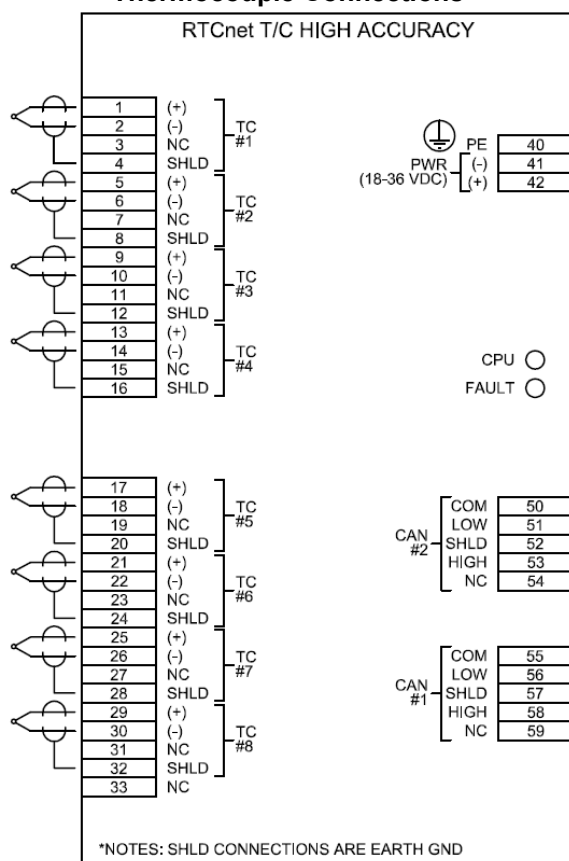 Thermocouple Connections
RTCnet T/C HIGH ACCURACY
1 (+)
2 (-)
3 NC
4 SHLD
TC #1
5 (+)
6 (-)
7 NC
8 SHLD
TC #2
9 (+)
10 (-)
11 NC
12 SHLD
TC #3
13 (+)
14 (-)
15 NC
16 SHLD
TC #4
17 (+)
18 (-)
19 NC
20 SHLD
TC #5
21 (+)
22 (-)
23 NC
24 SHLD
TC #6
25 (+)
26 (-)
27 NC
28 SHLD
TC #7
29 (+)
30 (-)
31 NC
32 SHLD
TC #8
33 NC
PE 40
PWR (-) 41
(18-36 VDC) (+) 42
CPU
FAULT
CAN #2
COM 50
LOW 51
SHLD 52
HIGH 53
NC 54
CAN #1
COM 55
LOW 56
SHLD 57
HIGH 58
NC 59
*NOTES: SHLD CONNECTIONS ARE EARTH GND